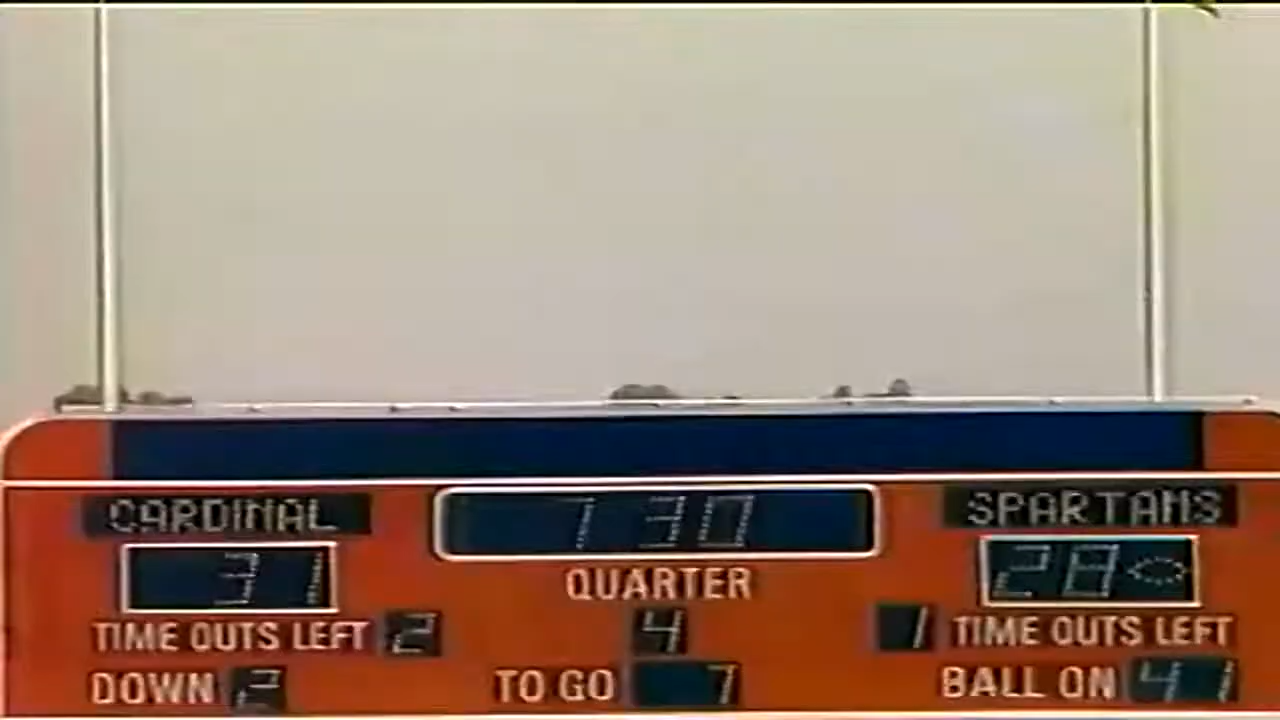 CARDINAL 7 30 SPARTANS
31 QUARTER 28
TIME OUTS LEFT 2 4 1 TIME OUTS LEFT
DOWN 2 TO GO 7 BALL ON 41